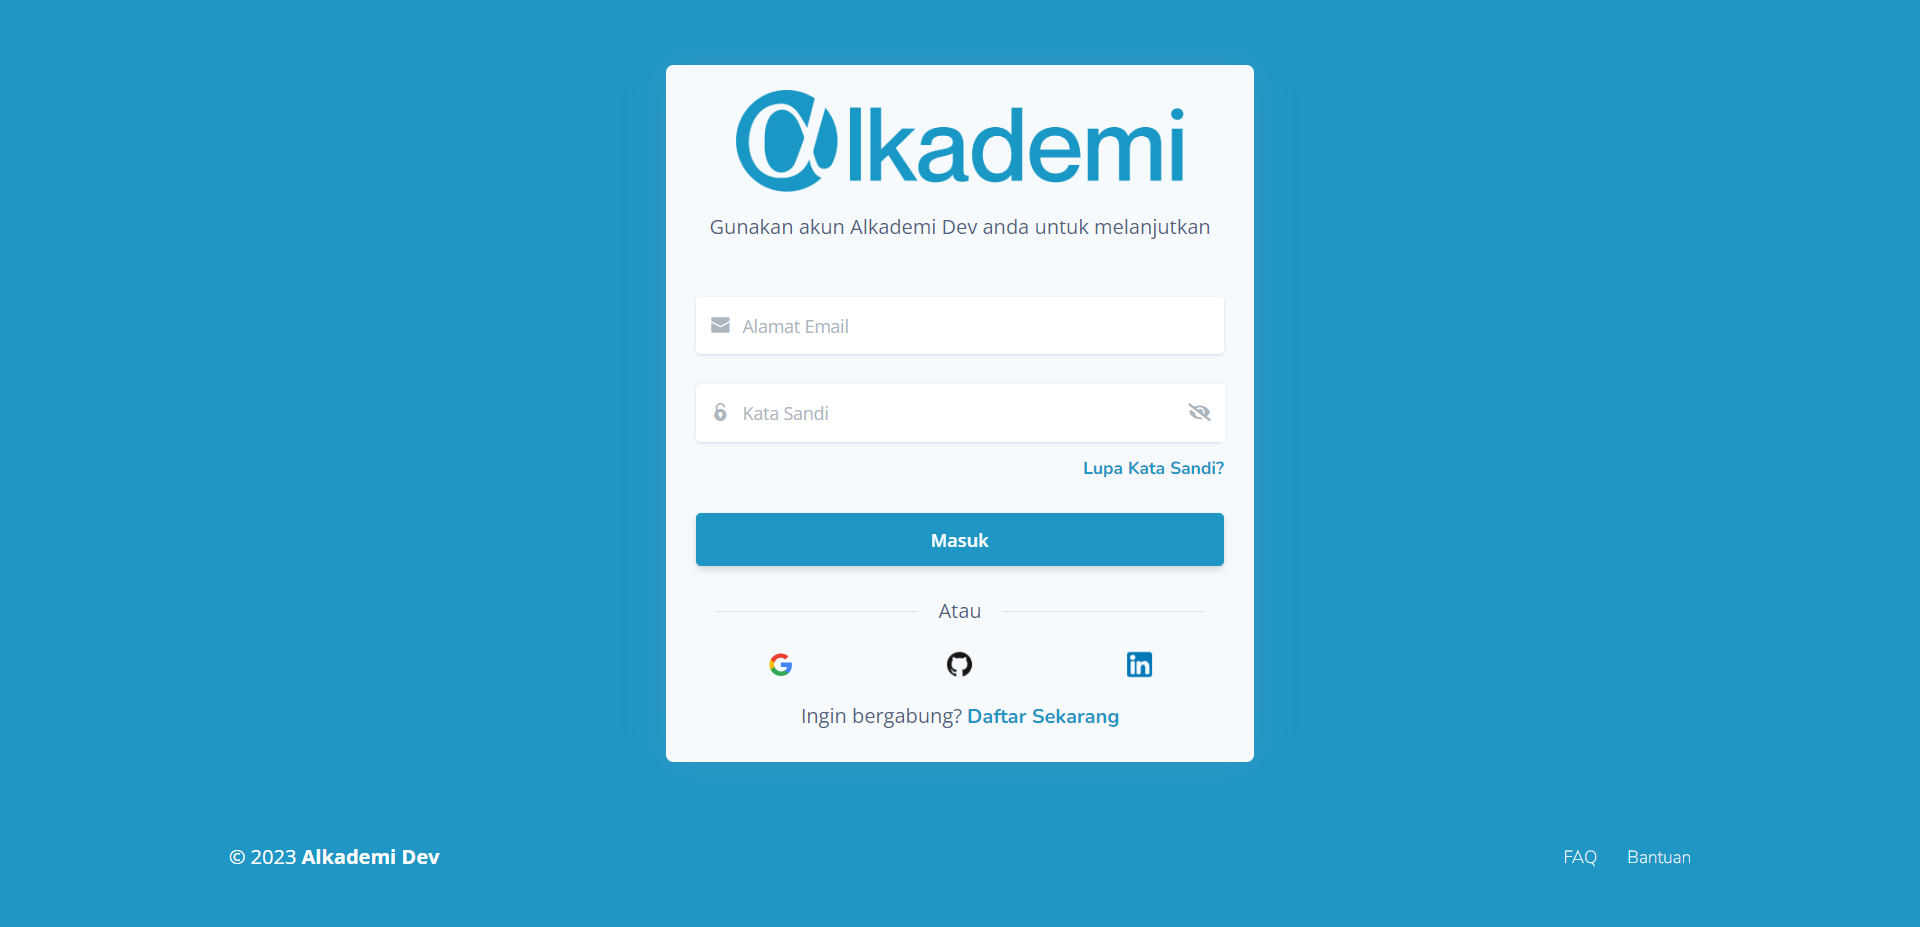 Alkademi
Gunakan akun Alkademi Dev anda untuk melanjutkan
Alamat Email
Kata Sandi
Lupa Kata Sandi?
Masuk
Atau
Ingin bergabung? Daftar Sekarang
© 2023 Alkademi Dev
FAQ
Bantuan